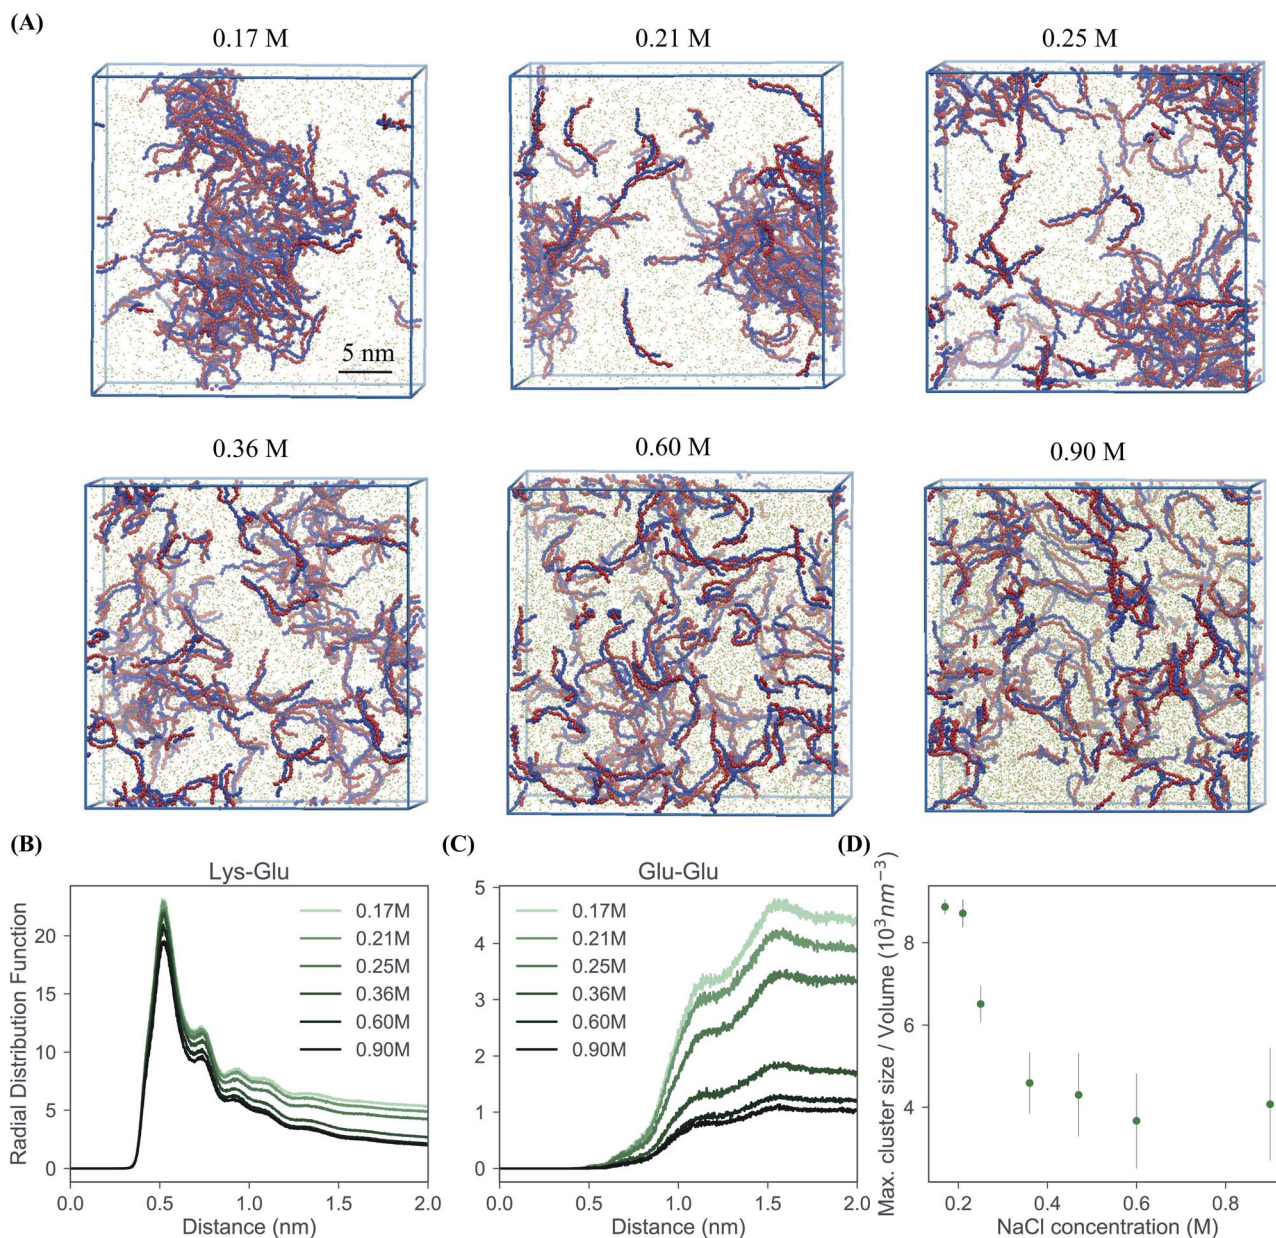 (A)
0.17 M
0.21 M
0.25 M
5 nm
0.36 M
0.60 M
0.90 M
(B)
Lys-Glu
Radial Distribution Function
20
15
10
5
0
0.17M
0.21M
0.25M
0.36M
0.60M
0.90M
0.0
0.5
1.0
1.5
2.0
Distance (nm)
(C)
Glu-Glu
5
4
3
2
1
0
0.17M
0.21M
0.25M
0.36M
0.60M
0.90M
0.0
0.5
1.0
1.5
2.0
Distance (nm)
(D)
Max. cluster size / Volume (10³nm⁻³)
8
6
4
0.2
0.4
0.6
0.8
NaCl concentration (M)